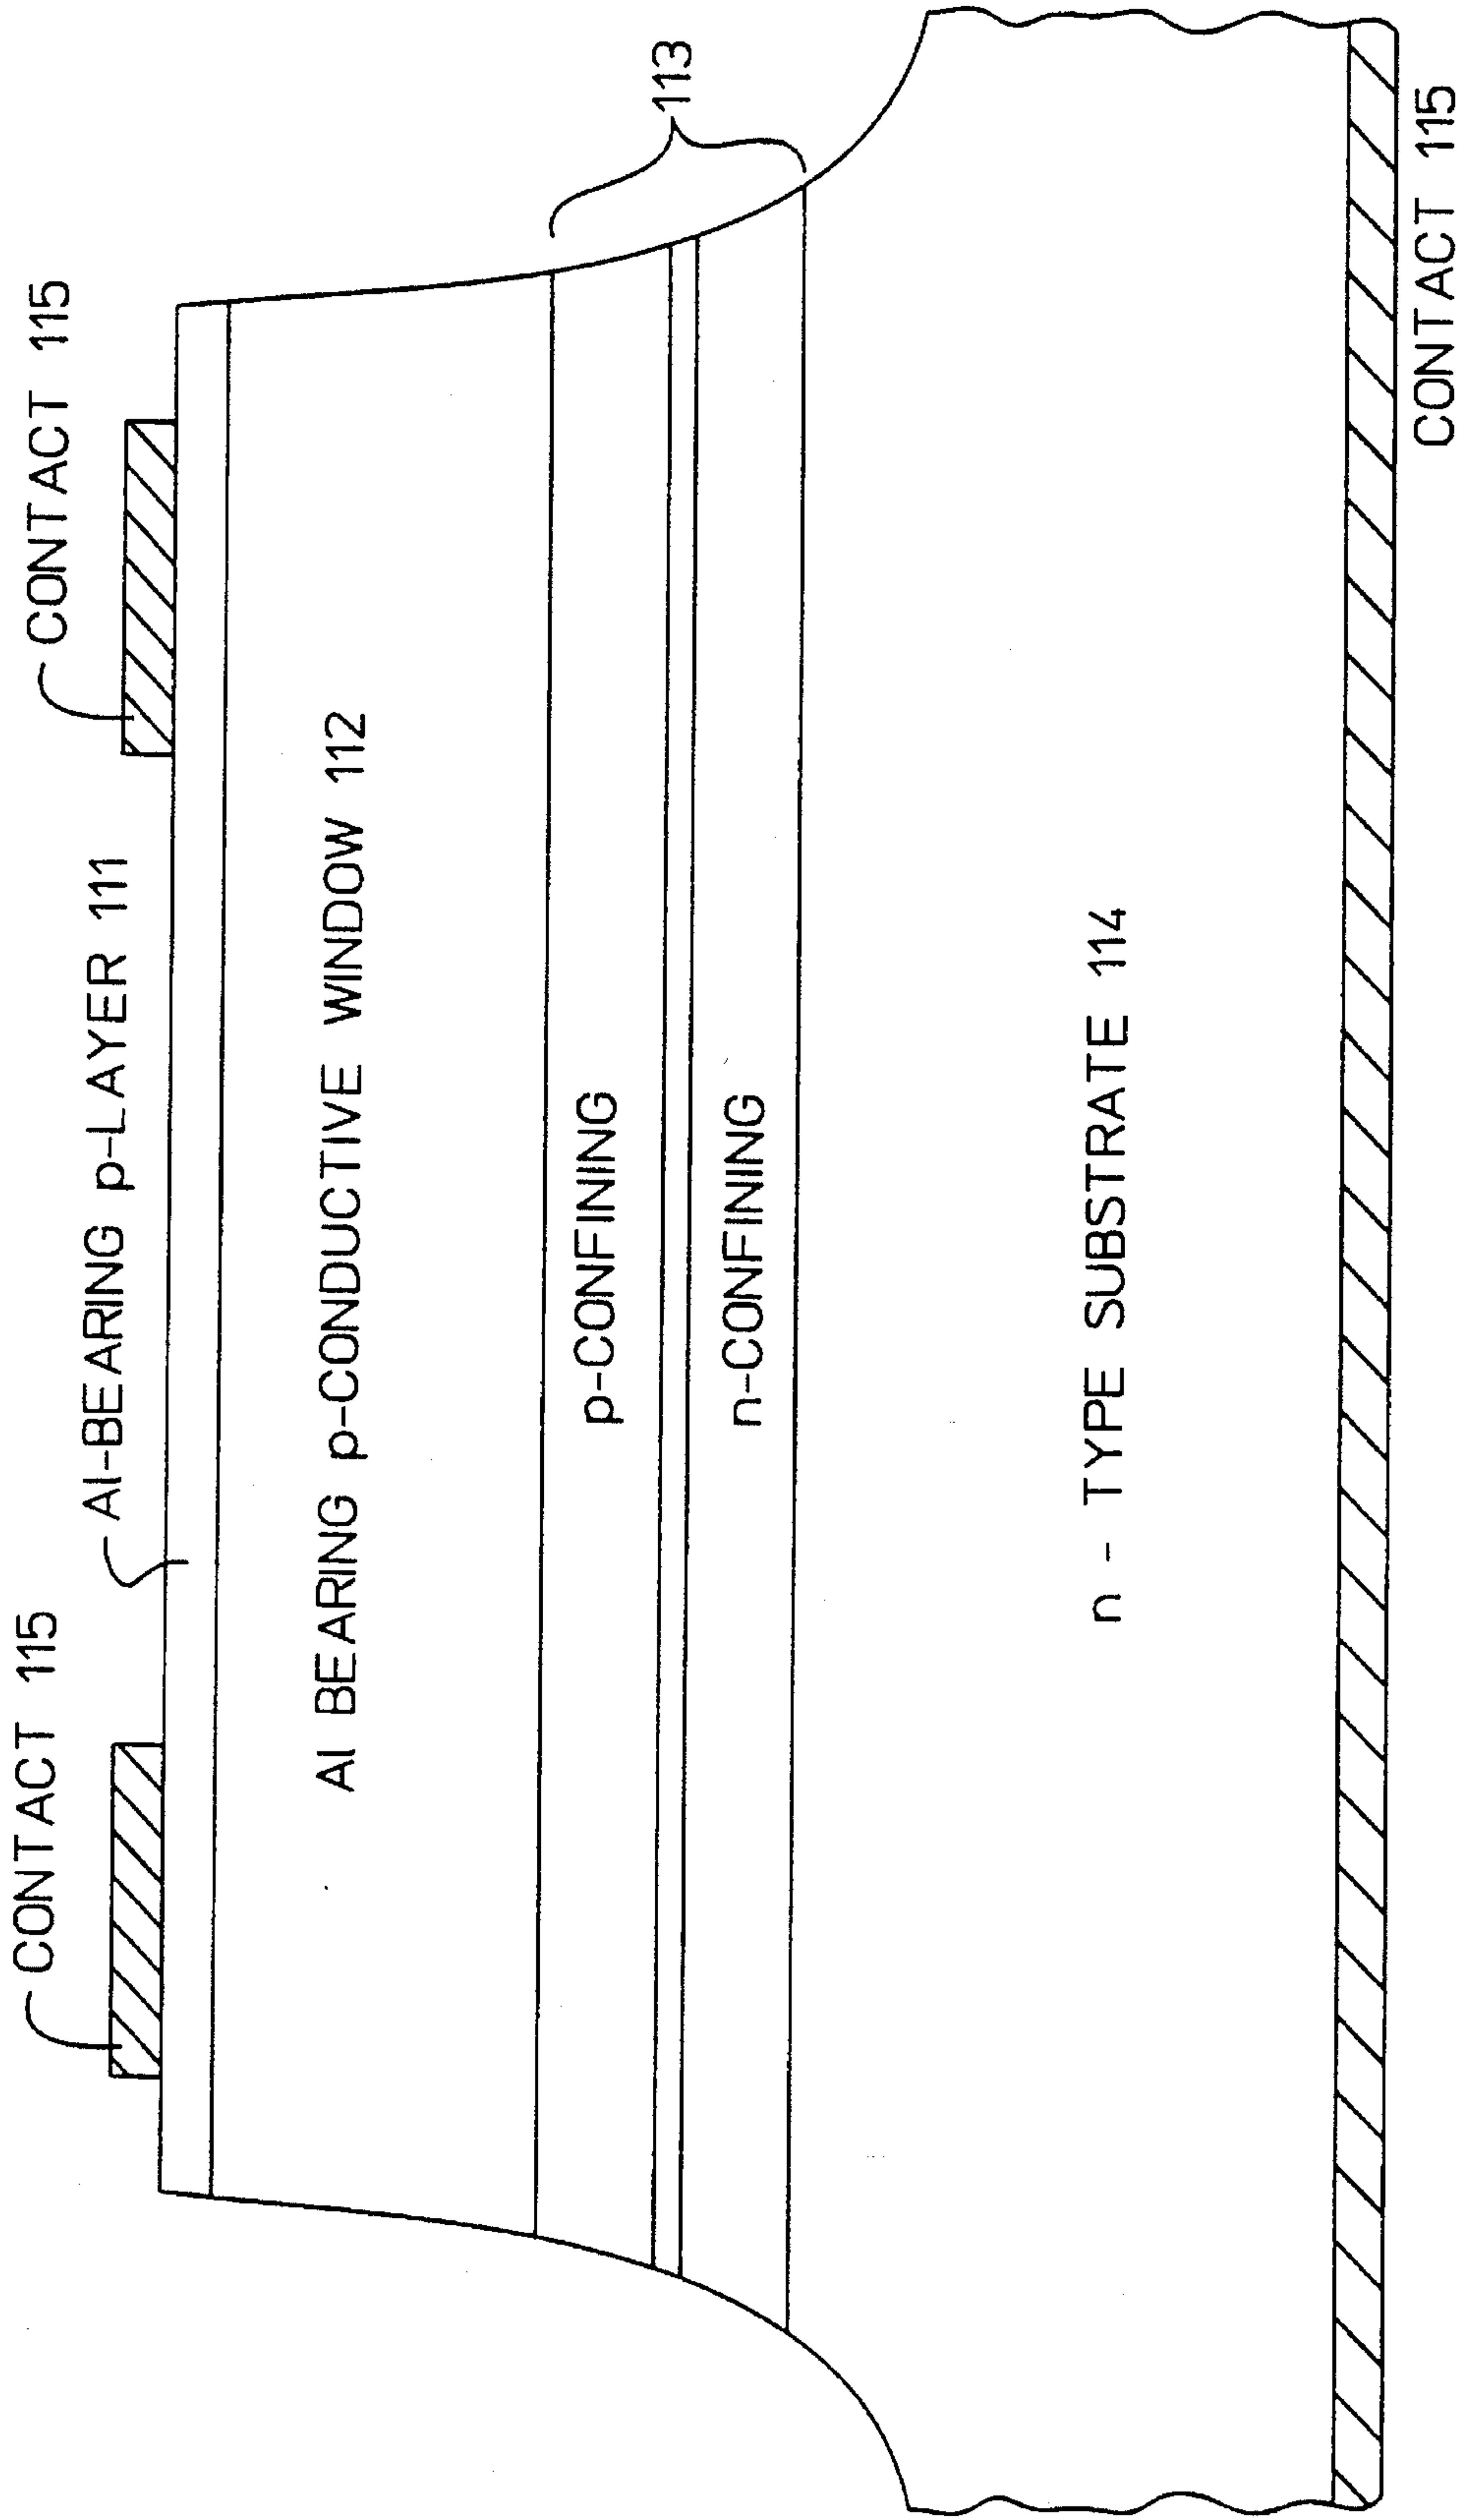 CONTACT 115
CONTACT 115
Al-BEARING p-LAYER 111
Al BEARING p-CONDUCTIVE WINDOW 112
p-CONFINING
113
n-CONFINING
n - TYPE SUBSTRATE 114
CONTACT 115